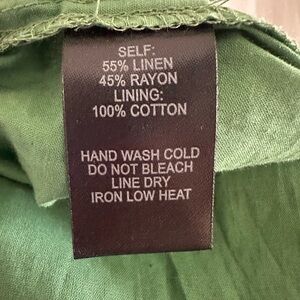 SELF:
55% LINEN
45% RAYON
LINING:
100% COTTON
HAND WASH COLD
DO NOT BLEACH
LINE DRY
IRON LOW HEAT